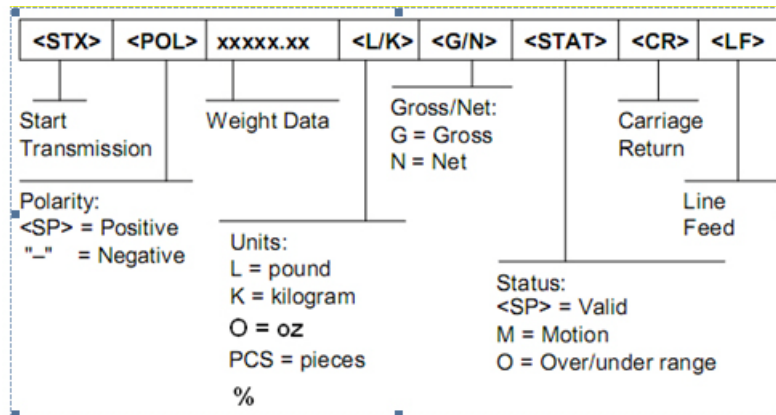 <STX> <POL> xxxxx.xx <L/K> <G/N> <STAT> <CR> <LF>
Start
Transmission
Weight Data
Gross/Net:
G = Gross
N = Net
Carriage
Return
Polarity:
<SP> = Positive
"–" = Negative
Line
Feed
Units:
L = pound
K = kilogram
O = oz
PCS = pieces
%
Status:
<SP> = Valid
M = Motion
O = Over/under range